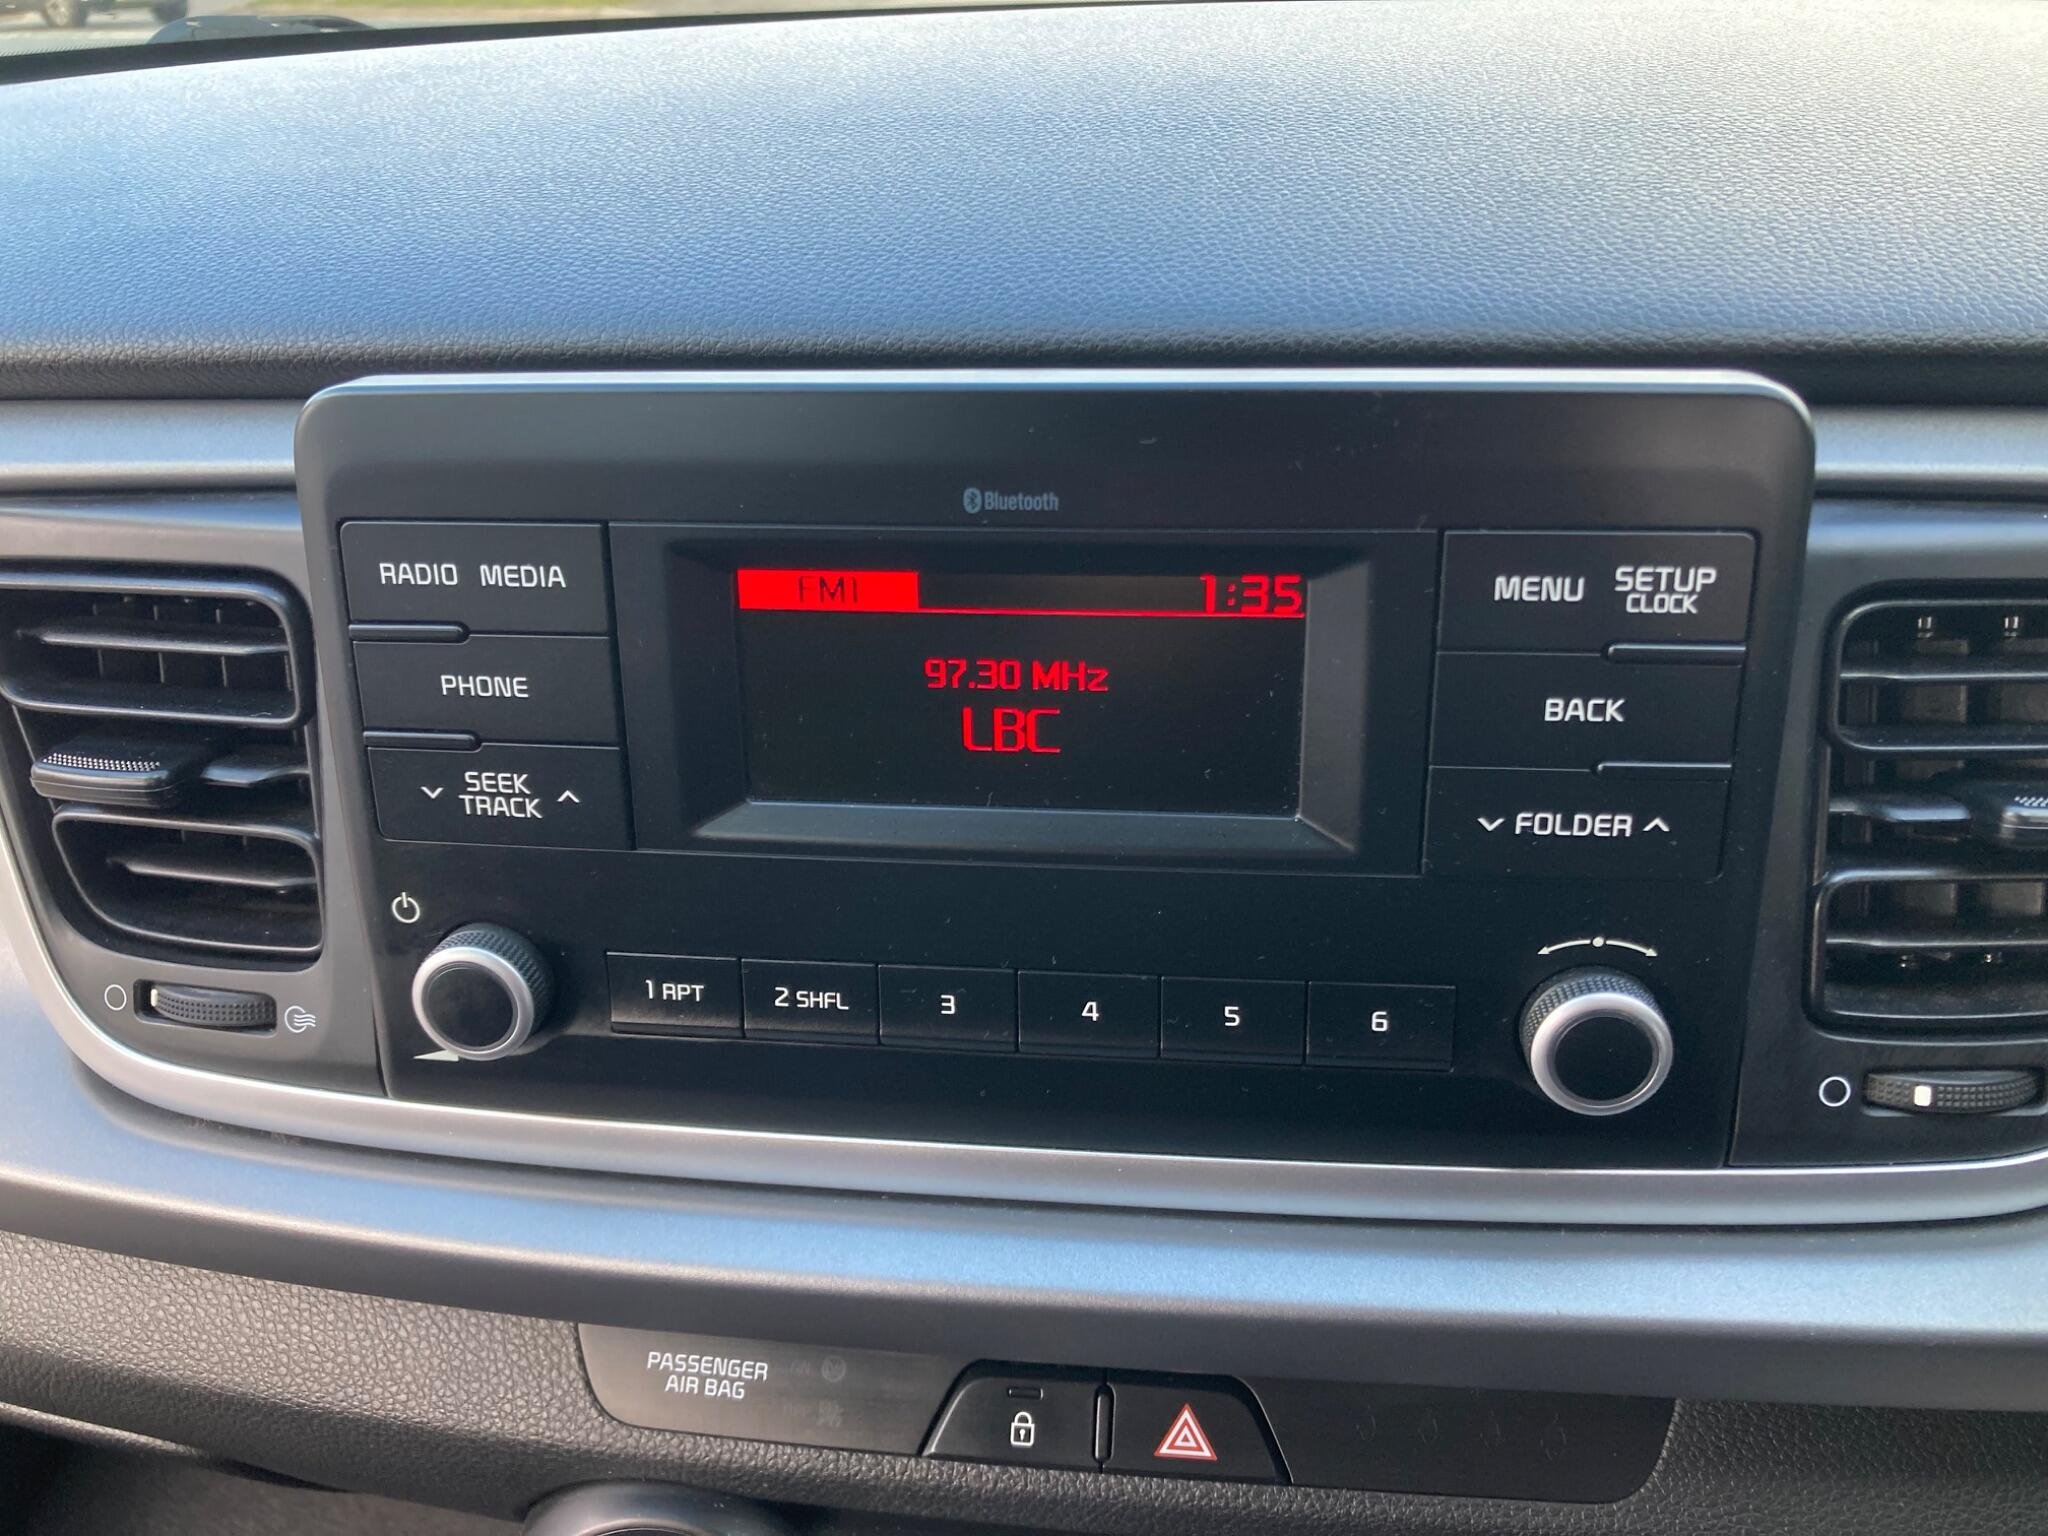 Bluetooth
RADIO MEDIA
PHONE
SEEK
TRACK
FM1 1:35
97.30 MHz
LBC
MENU SETUP
CLOCK
BACK
FOLDER
1 RPT 2 SHFL 3 4 5 6
PASSENGER
AIR BAG